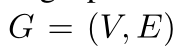 G = (V, E)